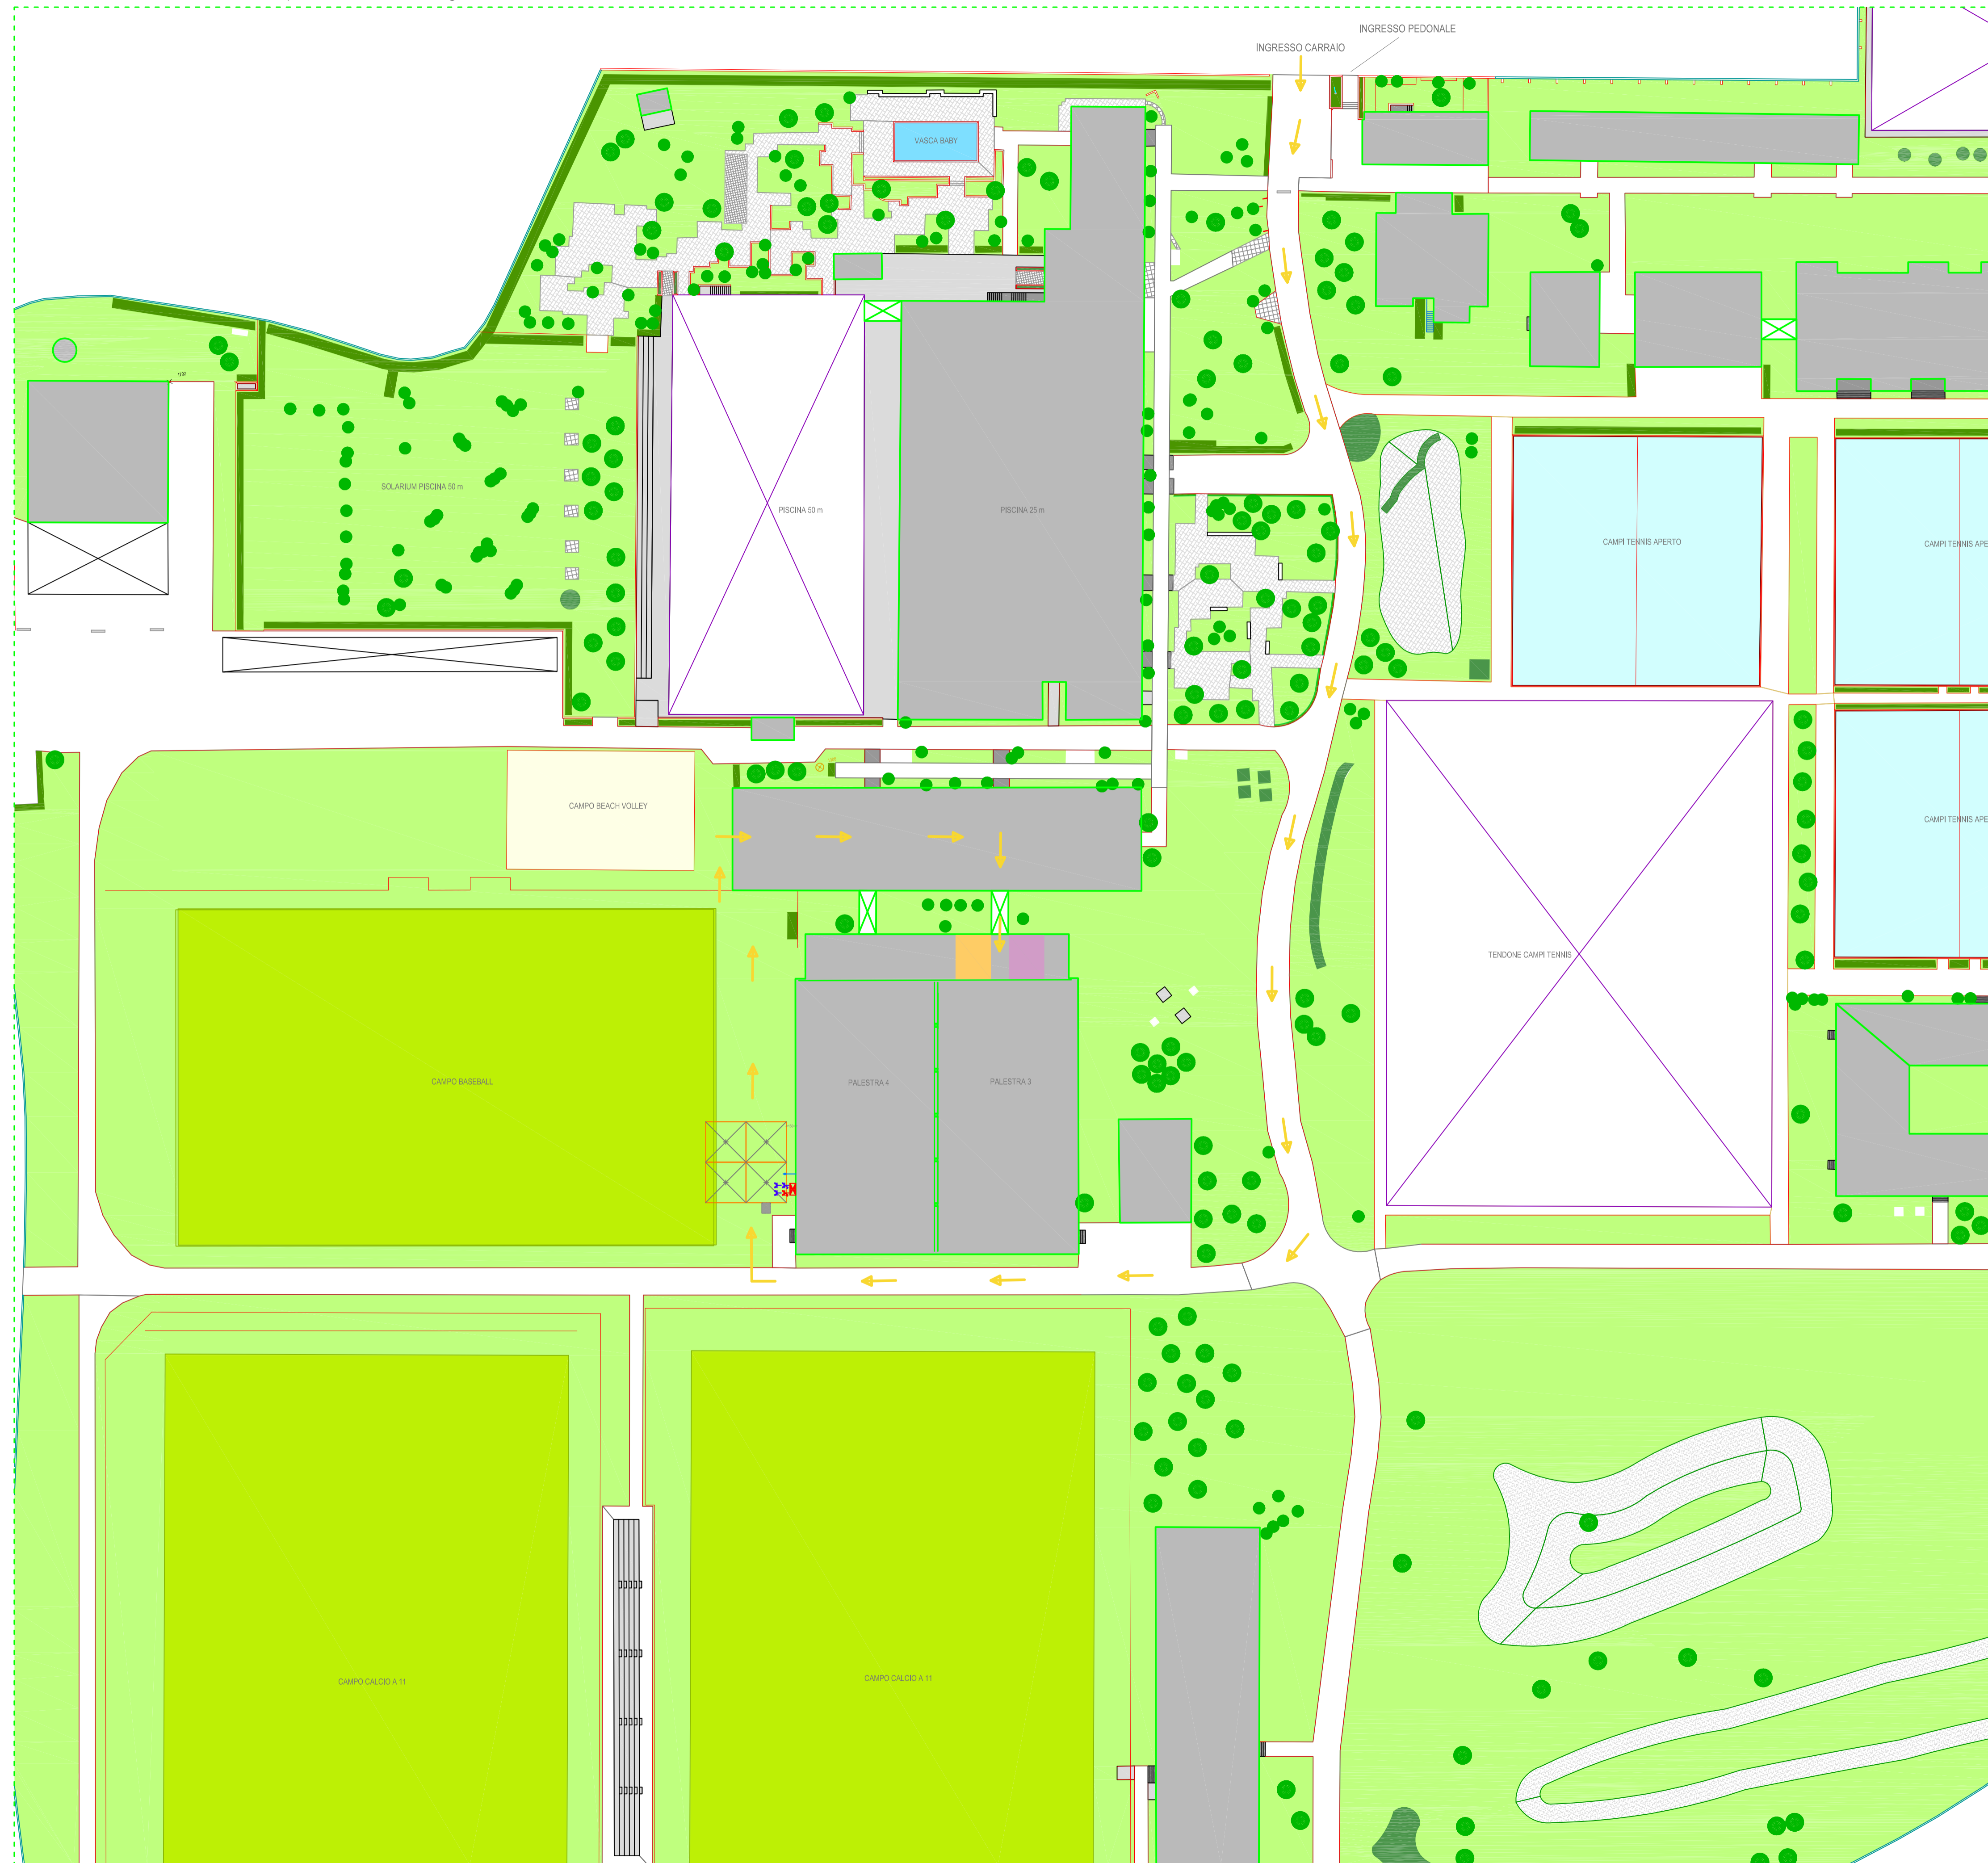 INGRESSO PEDONALE
INGRESSO CARRAIO
VASCA BABY
SOLARIUM PISCINA 50 m
PISCINA 50 m
PISCINA 25 m
CAMPI TENNIS APERTO
CAMPI TENNIS APE
CAMPO BEACH VOLLEY
CAMPI TENNIS APE
TENDONE CAMPI TENNIS
CAMPO BASEBALL
PALESTRA 4
PALESTRA 3
CAMPO CALCIO A 11
CAMPO CALCIO A 11